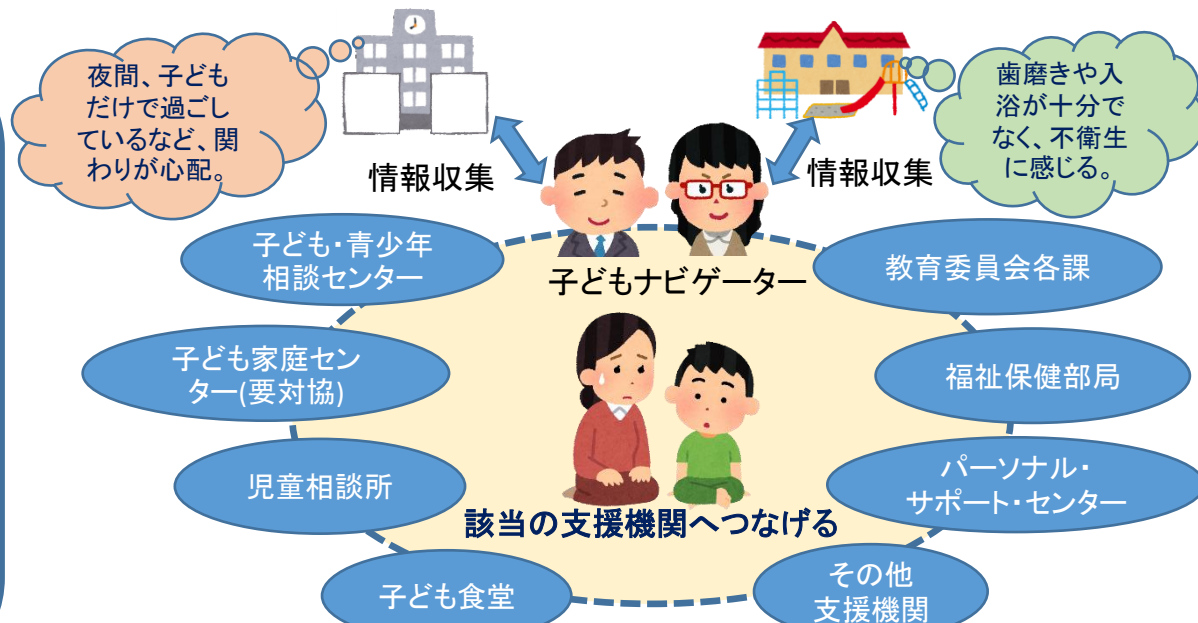 夜間、子ども
だけで過ごし
ているなど、関
わりが心配。
歯磨きや入
浴が十分で
なく、不衛生
に感じる。
情報収集
情報収集
子ども・青少年
相談センター
子どもナビゲーター
教育委員会各課
子ども家庭セン
ター(要対協)
福祉保健部局
児童相談所
パーソナル・
サポート・センター
該当の支援機関へつなげる
子ども食堂
その他
支援機関